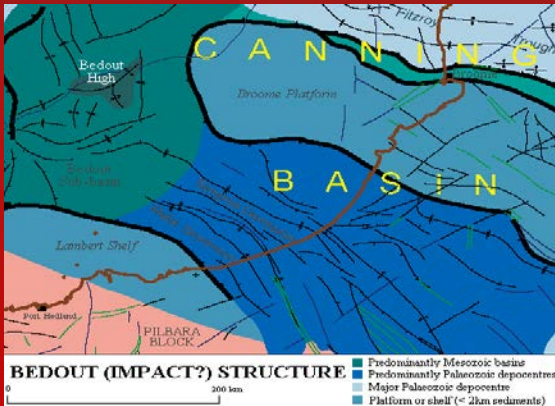 Fitzroy
Trough
CANNING
Bedout
High
Broome
Broome Platform
Bedout
Sub-basin
BASIN
Lambert Shelf
Port Hedland
PILBARA
BLOCK
BEDOUT (IMPACT?) STRUCTURE
0 200 km
Predominantly Mesozoic basins
Predominantly Palaeozoic depocentres
Major Palaeozoic depocentre
Platform or shelf (< 2km sediments)